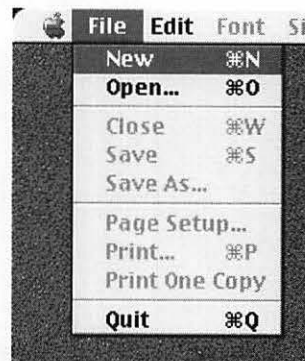 File Edit Font Si
New ⌘N
Open... ⌘O
Close ⌘W
Save ⌘S
Save As...
Page Setup...
Print... ⌘P
Print One Copy
Quit ⌘Q